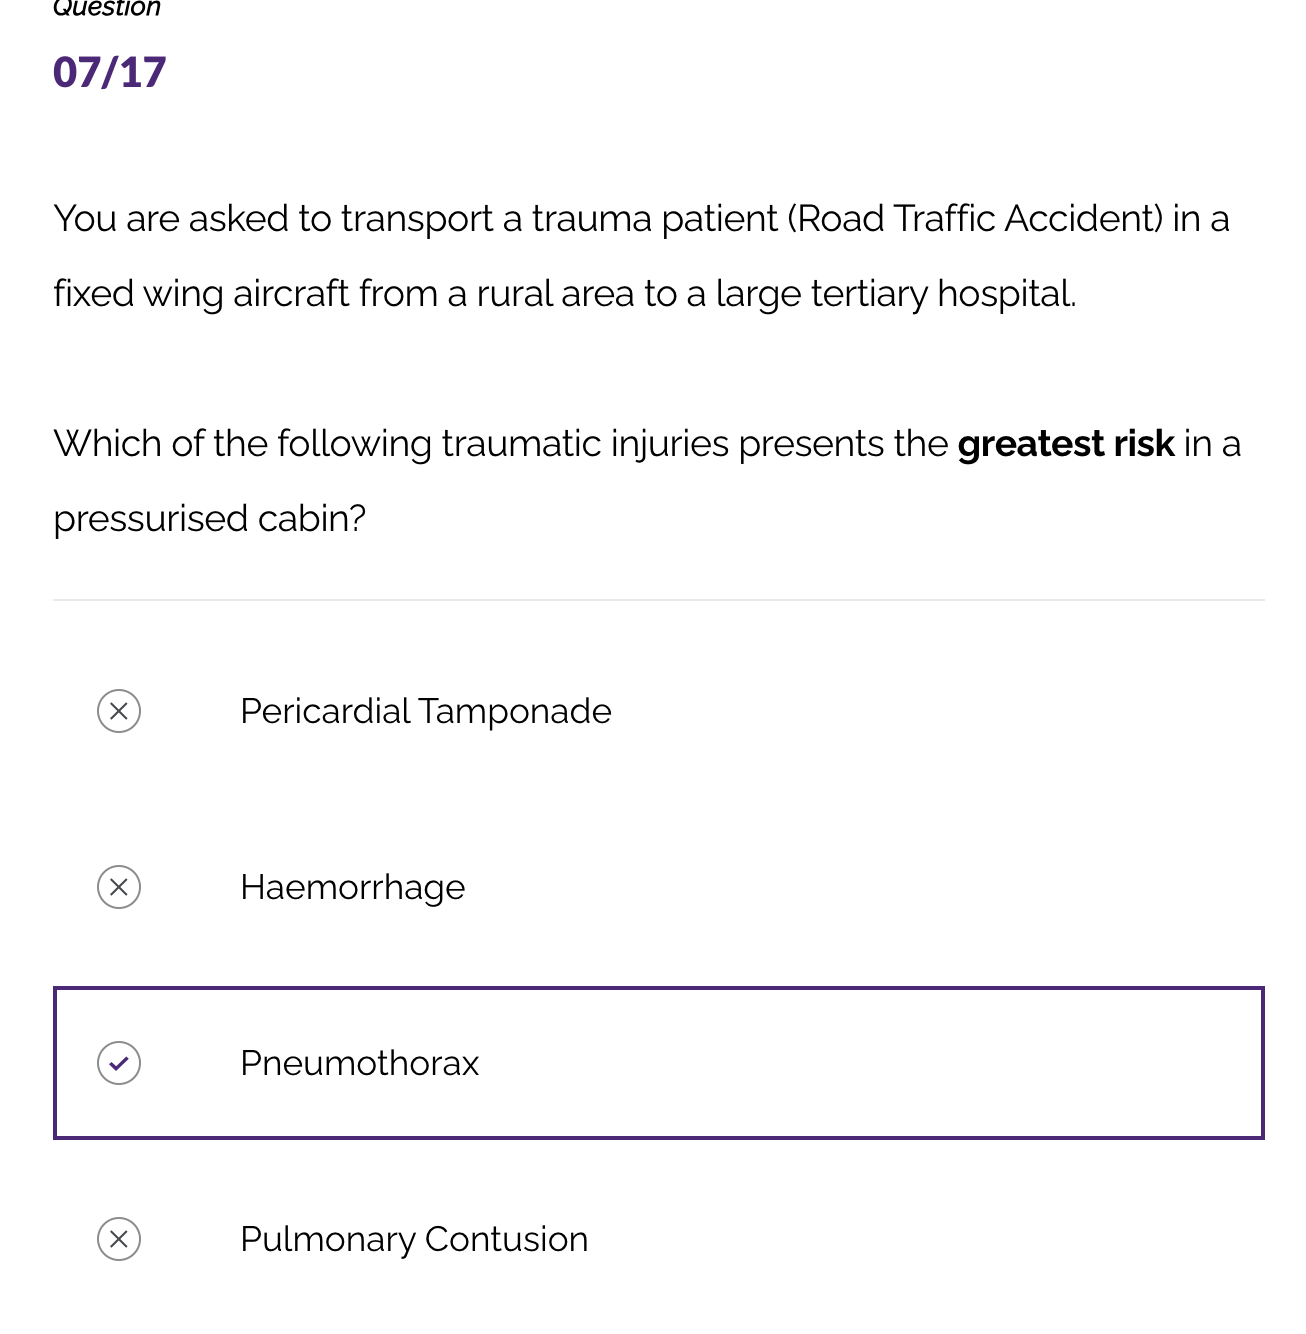 Question
07/17
You are asked to transport a trauma patient (Road Traffic Accident) in a
fixed wing aircraft from a rural area to a large tertiary hospital.
Which of the following traumatic injuries presents the greatest risk in a
pressurised cabin?
Pericardial Tamponade
Haemorrhage
Pneumothorax
Pulmonary Contusion